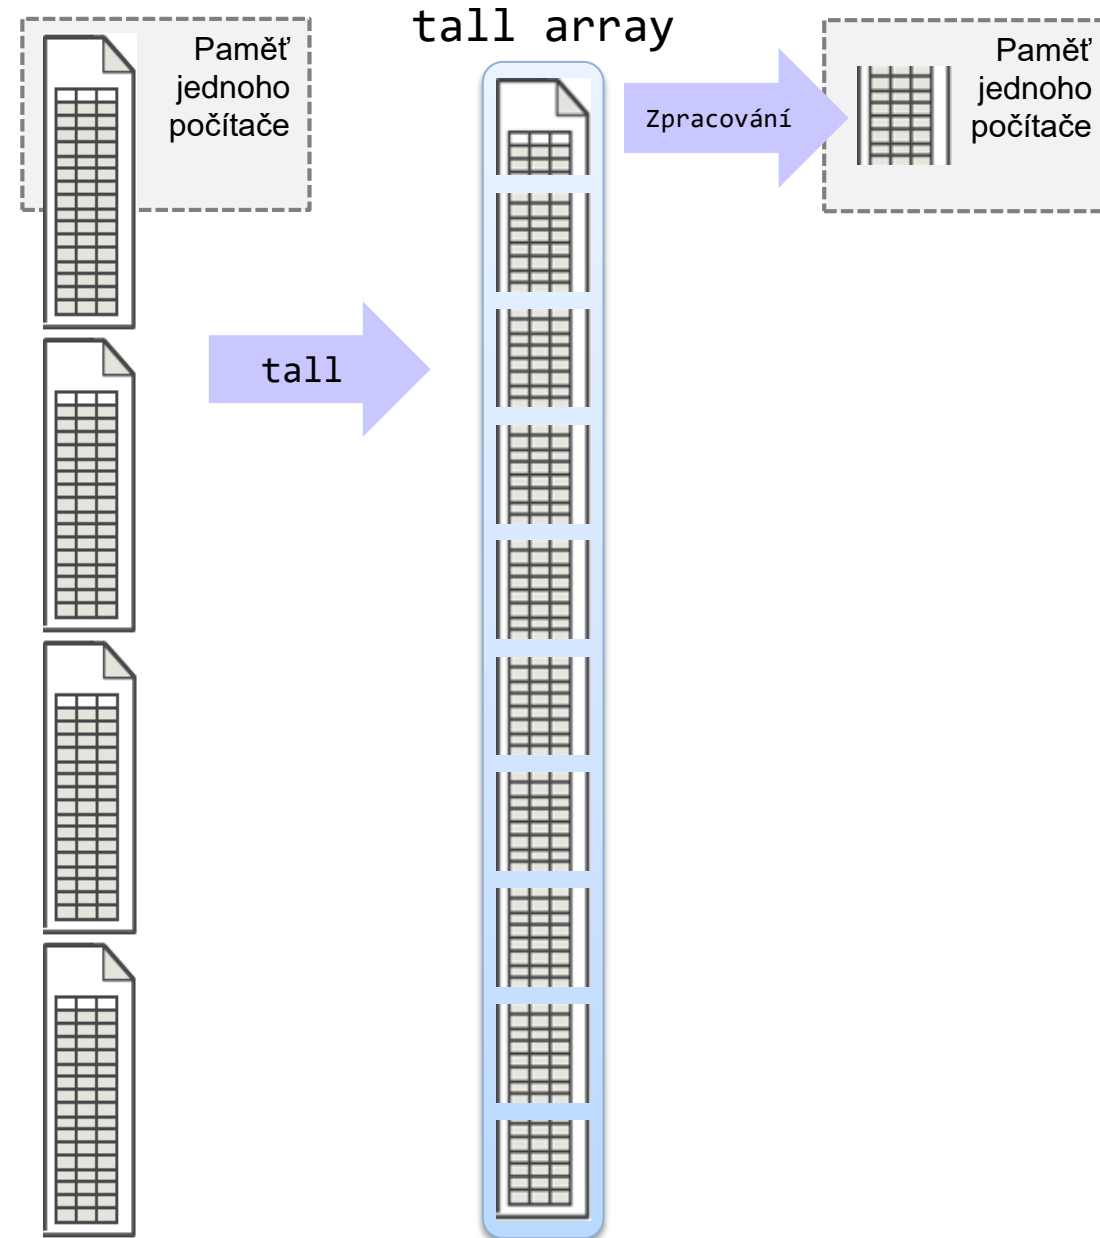 Paměť
jednoho
počítače
tall
tall array
Zpracování
Paměť
jednoho
počítače